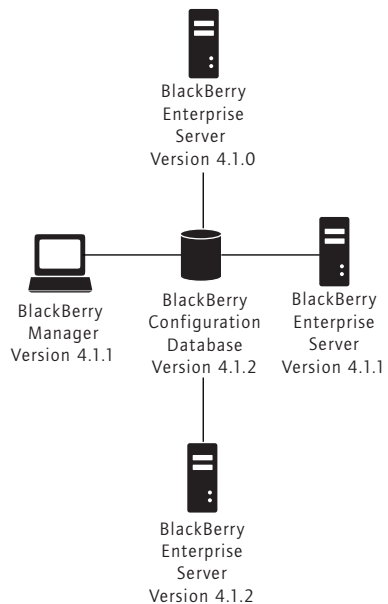 BlackBerry
Enterprise
Server
Version 4.1.0
BlackBerry
Manager
Version 4.1.1
BlackBerry
Configuration
Database
Version 4.1.2
BlackBerry
Enterprise
Server
Version 4.1.1
BlackBerry
Enterprise
Server
Version 4.1.2